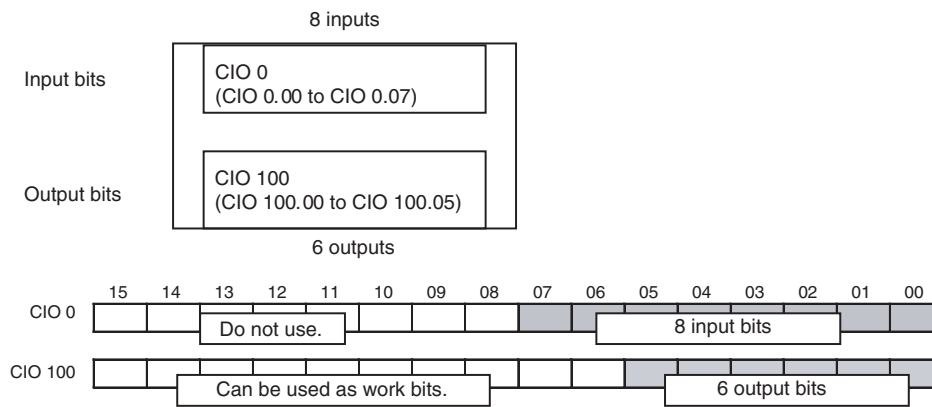 8 inputs
Input bits
CIO 0
(CIO 0.00 to CIO 0.07)
Output bits
CIO 100
(CIO 100.00 to CIO 100.05)
6 outputs
15 14 13 12 11 10 09 08 07 06 05 04 03 02 01 00
CIO 0
Do not use.
8 input bits
CIO 100
Can be used as work bits.
6 output bits